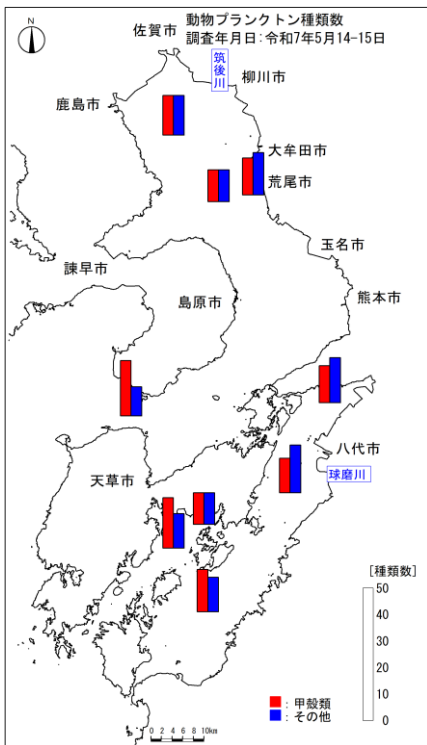 動物プランクトン種類数
調査年月日:令和7年5月14-15日
N
佐賀市
筑後川
柳川市
鹿島市
大牟田市
荒尾市
玉名市
諫早市
島原市
熊本市
八代市
球磨川
天草市
[種類数]
50
40
30
20
10
0
:甲殻類
:その他
0 2 4 6 8 10km